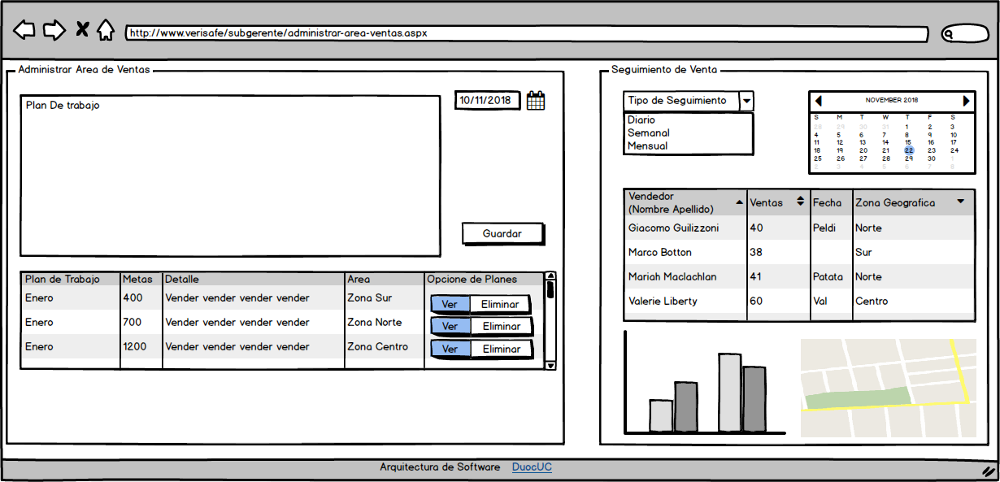 http://www.verisafe/subgerente/administrar-area-ventas.aspx
Administrar Area de Ventas
Plan De trabajo
10/11/2018
Guardar
Plan de Trabajo Metas Detalle Area Opcione de Planes
Enero 400 Vender vender vender vender Zona Sur Ver Eliminar
Enero 700 Vender vender vender vender Zona Norte Ver Eliminar
Enero 1200 Vender vender vender vender Zona Centro Ver Eliminar
Seguimiento de Venta
Tipo de Seguimiento
Diario
Semanal
Mensual
NOVEMBER 2018
S M T W T F S
28 29 30 31 1 2 3
4 5 6 7 8 9 10
11 12 13 14 15 16 17
18 19 20 21 22 23 24
25 26 27 28 29 30 1
2 3 4 5 6 7 8
Vendedor
(Nombre Apellido) Ventas Fecha Zona Geografica
Giacomo Guilizzoni 40 Peldi Norte
Marco Botton 38 Sur
Mariah Maclachlan 41 Patata Norte
Valerie Liberty 60 Val Centro
Arquitectura de Software DuocUC